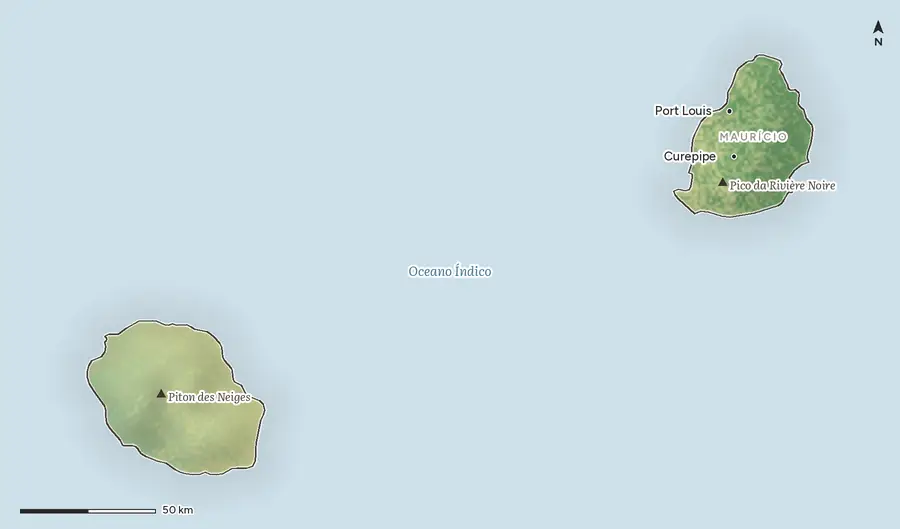 N
Port Louis
MAURÍCIO
Curepipe
Pico da Rivière Noire
Oceano Índico
Piton des Neiges
50 km